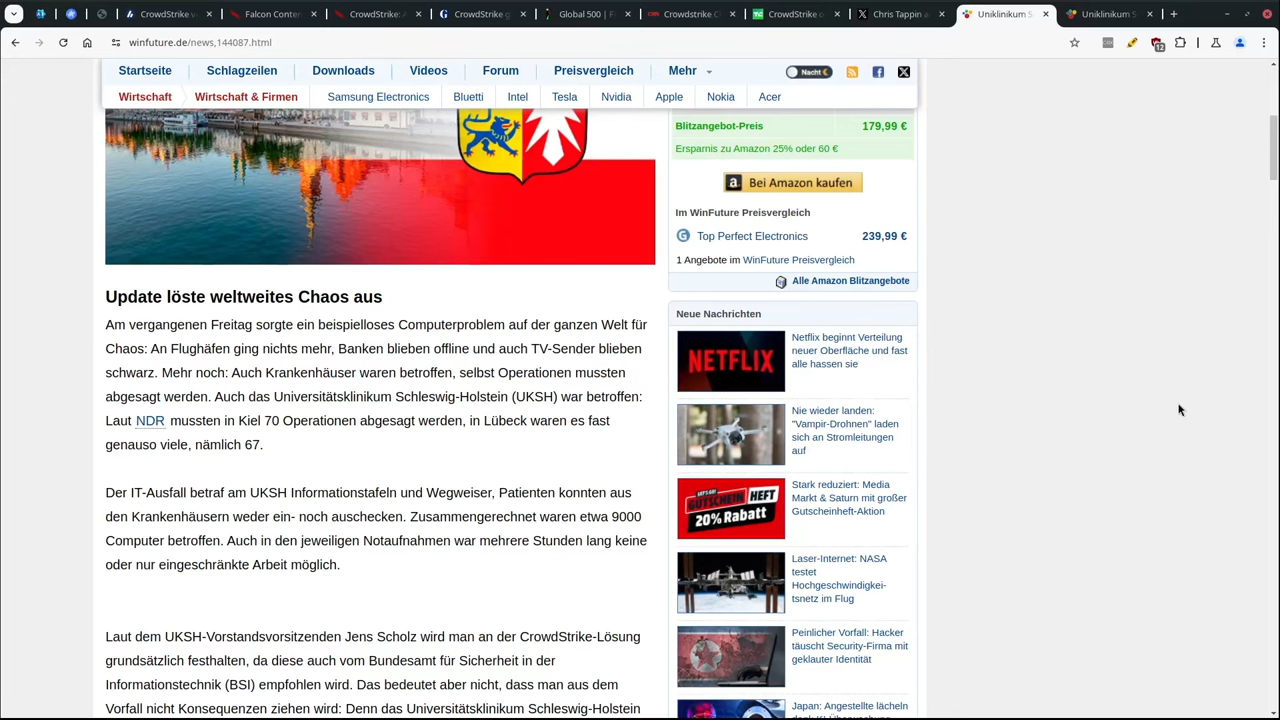 CrowdStrike
Falcon Conten
CrowdStrike:
CrowdStrike
Global 500 | F
Crowdstrike C
CrowdStrike
Chris Tappin
Uniklinikum S
Uniklinikum
winfuture.de/news,144087.html
12
Startseite
Schlagzeilen
Downloads
Videos
Forum
Preisvergleich
Mehr
Nacht
Wirtschaft
Wirtschaft & Firmen
Samsung Electronics
Bluetti
Intel
Tesla
Nvidia
Apple
Nokia
Acer
Update löste weltweites Chaos aus
Am vergangenen Freitag sorgte ein beispielloses Computerproblem auf der ganzen Welt für
Chaos: An Flughäfen ging nichts mehr, Banken blieben offline und auch TV-Sender blieben
stumm. Mehr noch: Auch Krankenhäuser waren betroffen, selbst Operationen mussten
abgesagt werden. Auch das Universitätsklinikum Schleswig-Holstein (UKSH) war betroffen:
Laut NDR mussten in Kiel 70 Operationen abgesagt werden, in Lübeck waren es fast
genauso viele, nämlich 67.
Der IT-Ausfall betraf am UKSH Informationstafeln und Wegweiser, Patienten konnten aus
den Krankenhäusern weder ein- noch auschecken. Zusammengerechnet waren etwa 9000
Computer betroffen. Auch in den jeweiligen Notaufnahmen war mehrere Stunden lang keine
oder nur eingeschränkte Arbeit möglich.
Laut dem UKSH-Vorstandsvorsitzenden Jens Scholz wird man an der CrowdStrike-Lösung
grundsätzlich festhalten, da diese auch vom Bundesamt für Sicherheit in der
Informationstechnik (BSI) empfohlen wird. Das bedeutet aber nicht, dass man aus dem
Vorfall nicht Konsequenzen ziehen wird: Denn das Universitätsklinikum Schleswig-Holstein
Blitzangebot-Preis
179,99 €
Ersparnis zu Amazon 25% oder 60 €
a Bei Amazon kaufen
Im WinFuture Preisvergleich
Top Perfect Electronics
239,99 €
1 Angebote im WinFuture Preisvergleich
Alle Amazon Blitzangebote
Neue Nachrichten
NETFLIX
Netflix beginnt Verteilung
neuer Oberfläche und fast
alle hassen sie
Nie wieder landen:
"Vampir-Drohnen" laden
sich an Stromleitungen
auf
GUTSCHEIN HEFT
20% Rabatt
Stark reduziert: Media
Markt & Saturn mit großer
Gutscheinheft-Aktion
Laser-Internet: NASA
testet
Hochgeschwindigkei-
tsnetz im Flug
Peinlicher Vorfall: Hacker
täuscht Security-Firma mit
geklauter Identität
Japan: Angestellte lächeln